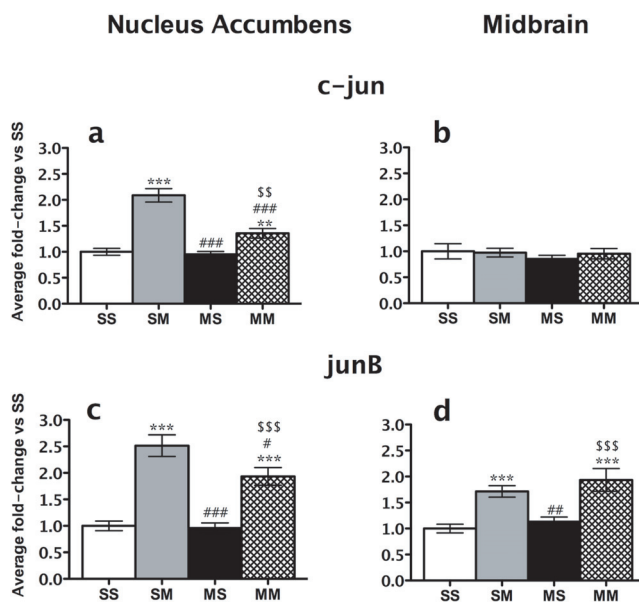 Nucleus Accumbens
Midbrain
c-jun
a
b
Average fold-change vs SS
3.0
2.5
2.0
1.5
1.0
0.5
0.0
***
###
$$
###
**
SS
SM
MS
MM
3.0
2.5
2.0
1.5
1.0
0.5
0.0
SS
SM
MS
MM
junB
c
d
Average fold-change vs SS
3.0
2.5
2.0
1.5
1.0
0.5
0.0
***
###
$$$
#
***
SS
SM
MS
MM
3.0
2.5
2.0
1.5
1.0
0.5
0.0
***
##
$$$
***
SS
SM
MS
MM